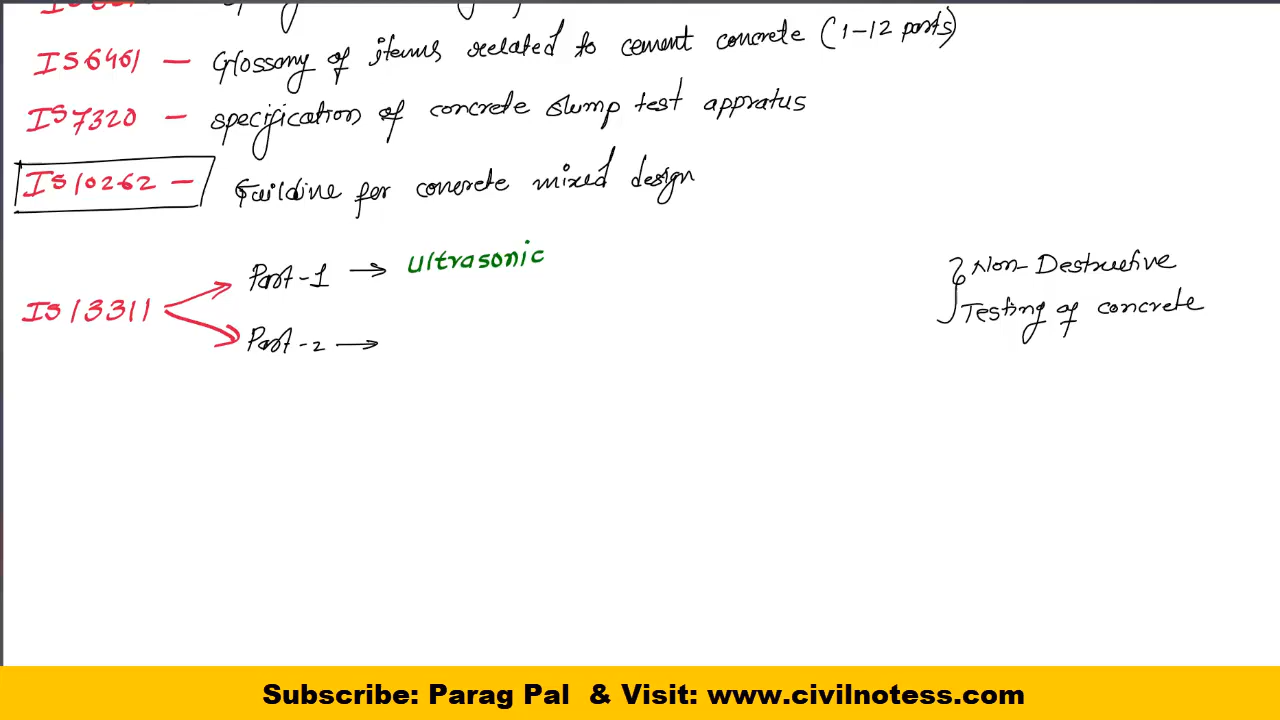 IS6461 — Glossary of items related to cement concrete (1-12 parts)
IS7320 — specification of concrete slump test appratus
IS10262 — Guildine for concrete mixed design
IS13311
Part-1 → Ultrasonic
Part-2 →
Non-Destructive
Testing of concrete
Subscribe: Parag Pal & Visit: www.civilnotess.com